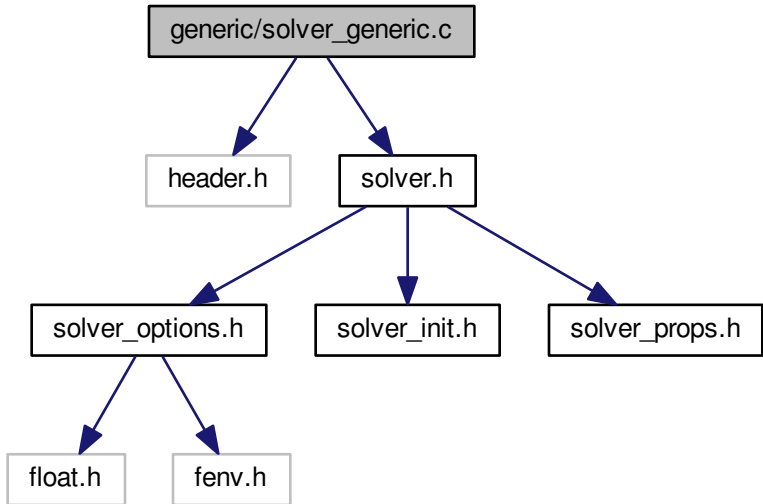 generic/solver_generic.c
header.h
solver.h
solver_options.h
solver_init.h
solver_props.h
float.h
fenv.h